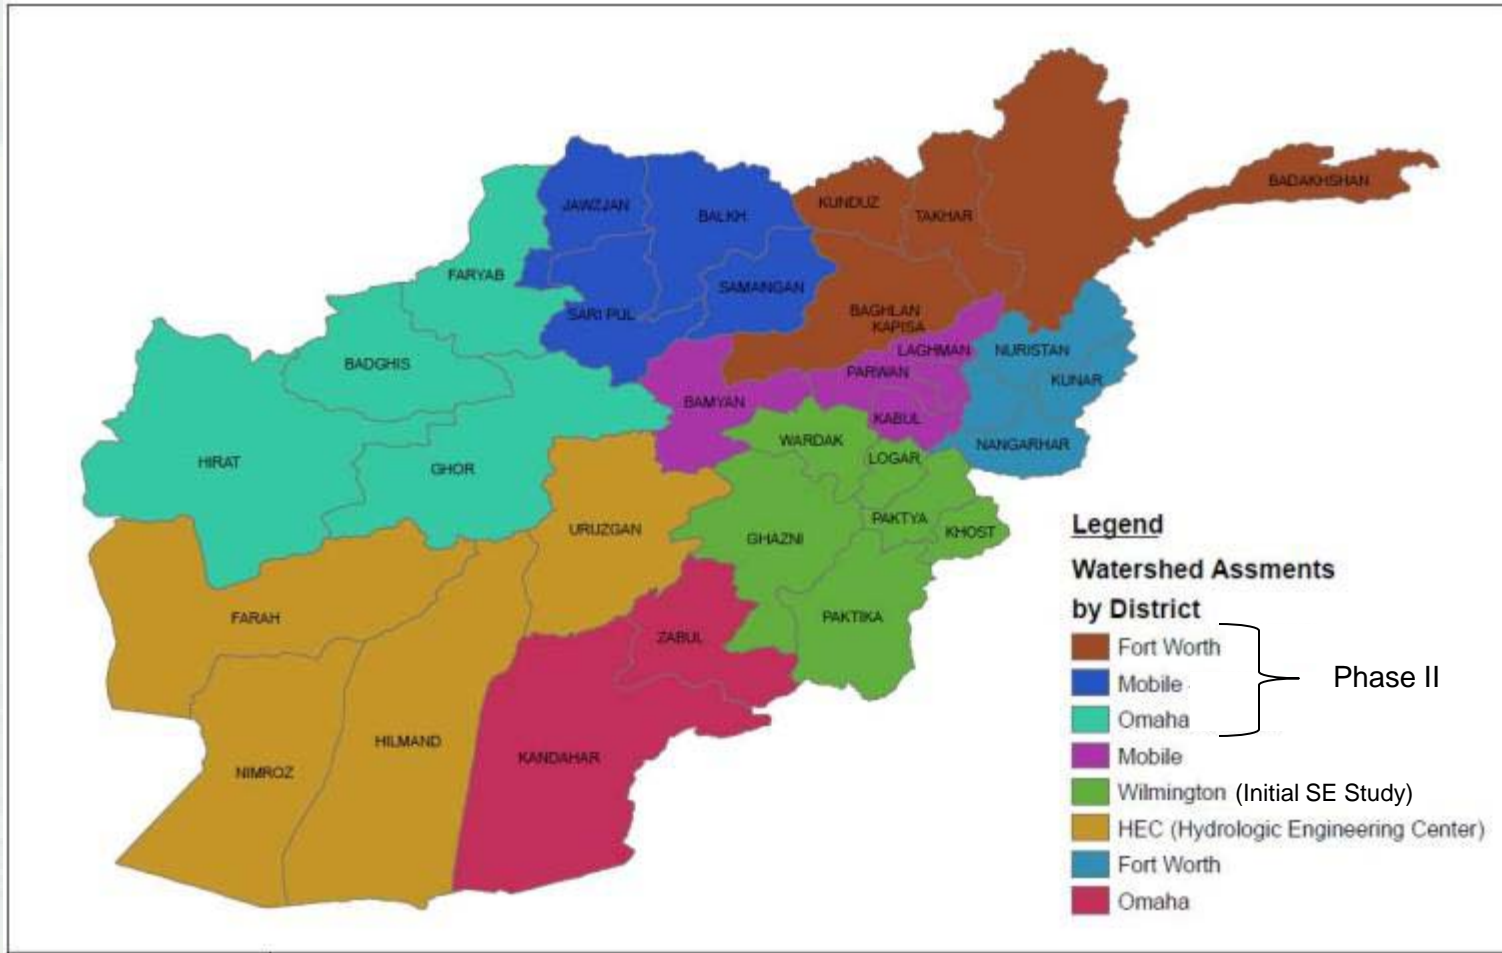 BADAKHSHAN
JAWZJAN
KUNDUZ
BALKH
TAKHAR
FARYAB
SAMANGAN
SARI PUL
BAGHLAN
KAPISA
LAGHMAN
NURISTAN
BADGHIS
PARWAN
KUNAR
BAMYAN
KABUL
WARDAK
NANGARHAR
LOGAR
HIRAT
GHOR
PAKTYA
URUZGAN
KHOST
GHAZNI
FARAH
PAKTIKA
ZABUL
HILMAND
KANDAHAR
NIMROZ
Legend
Watershed Assments
by District
Fort Worth
Mobile
Omaha
Phase II
Mobile
Wilmington (Initial SE Study)
HEC (Hydrologic Engineering Center)
Fort Worth
Omaha